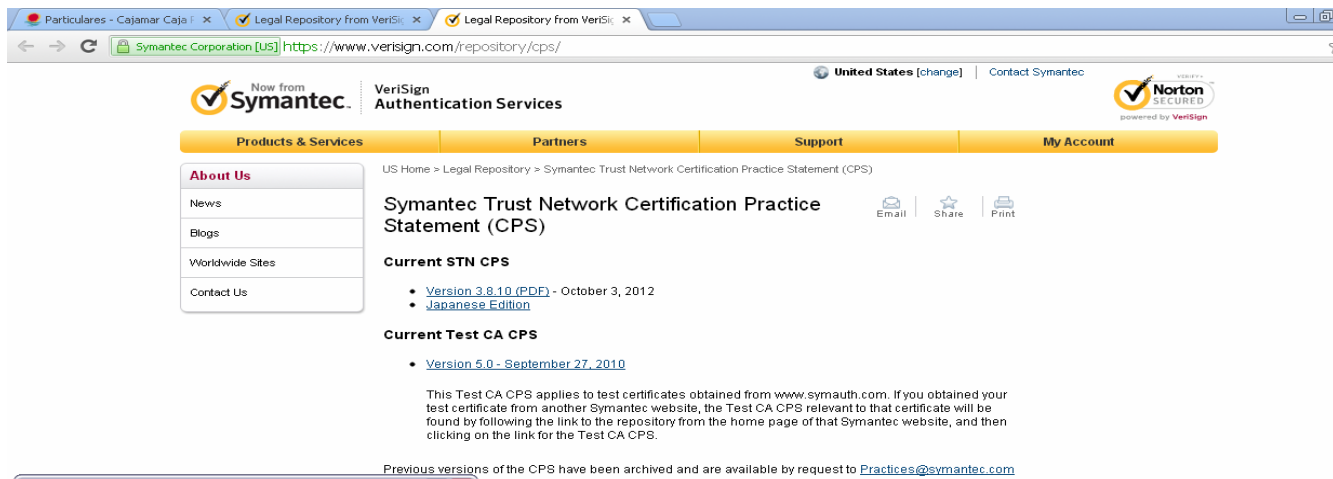 Particulares - Cajamar Caja F
Legal Repository from VeriSig
Legal Repository from VeriSig
Symantec Corporation [US] https://www.verisign.com/repository/cps/
United States [change] Contact Symantec
Now from
Symantec.
VeriSign
Authentication Services
Norton
SECURED
powered by VeriSign
Products & Services Partners Support My Account
About Us
News
Blogs
Worldwide Sites
Contact Us
US Home > Legal Repository > Symantec Trust Network Certification Practice Statement (CPS)
Symantec Trust Network Certification Practice
Statement (CPS)
Email Share Print
Current STN CPS
Version 3.8.10 (PDF) - October 3, 2012
Japanese Edition
Current Test CA CPS
Version 5.0 - September 27, 2010
This Test CA CPS applies to test certificates obtained from www.symauth.com. If you obtained your
test certificate from another Symantec website, the Test CA CPS relevant to that certificate will be
found by following the link to the repository from the home page of that Symantec website, and then
clicking on the link for the Test CA CPS.
Previous versions of the CPS have been archived and are available by request to Practices@symantec.com